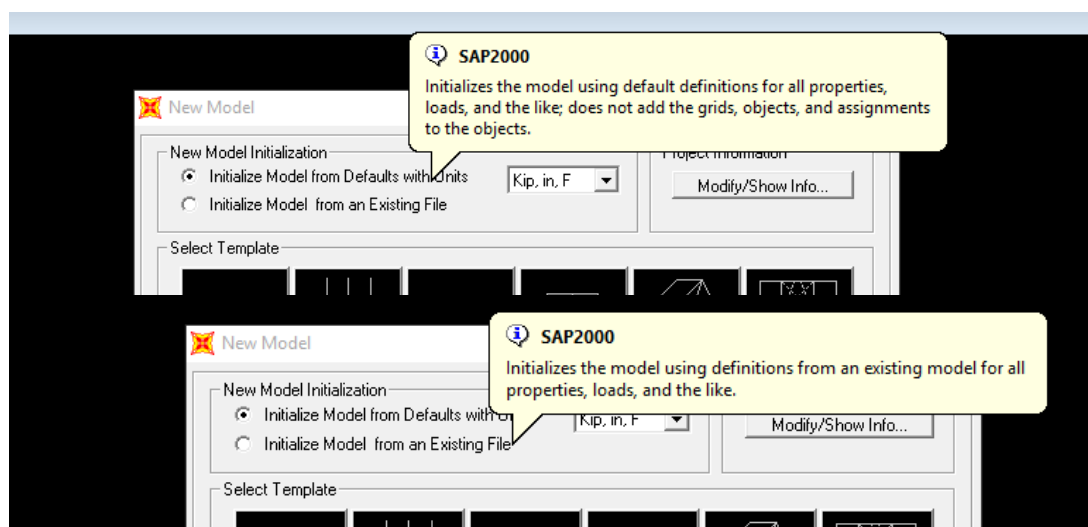 SAP2000
Initializes the model using default definitions for all properties,
loads, and the like; does not add the grids, objects, and assignments
to the objects.
New Model
New Model Initialization
Project Information
Initialize Model from Defaults with Units
Kip, in, F
Modify/Show Info...
Initialize Model from an Existing File
Select Template
SAP2000
Initializes the model using definitions from an existing model for all
properties, loads, and the like.
New Model
New Model Initialization
Initialize Model from Defaults with
Kip, in, F
Modify/Show Info...
Initialize Model from an Existing File
Select Template